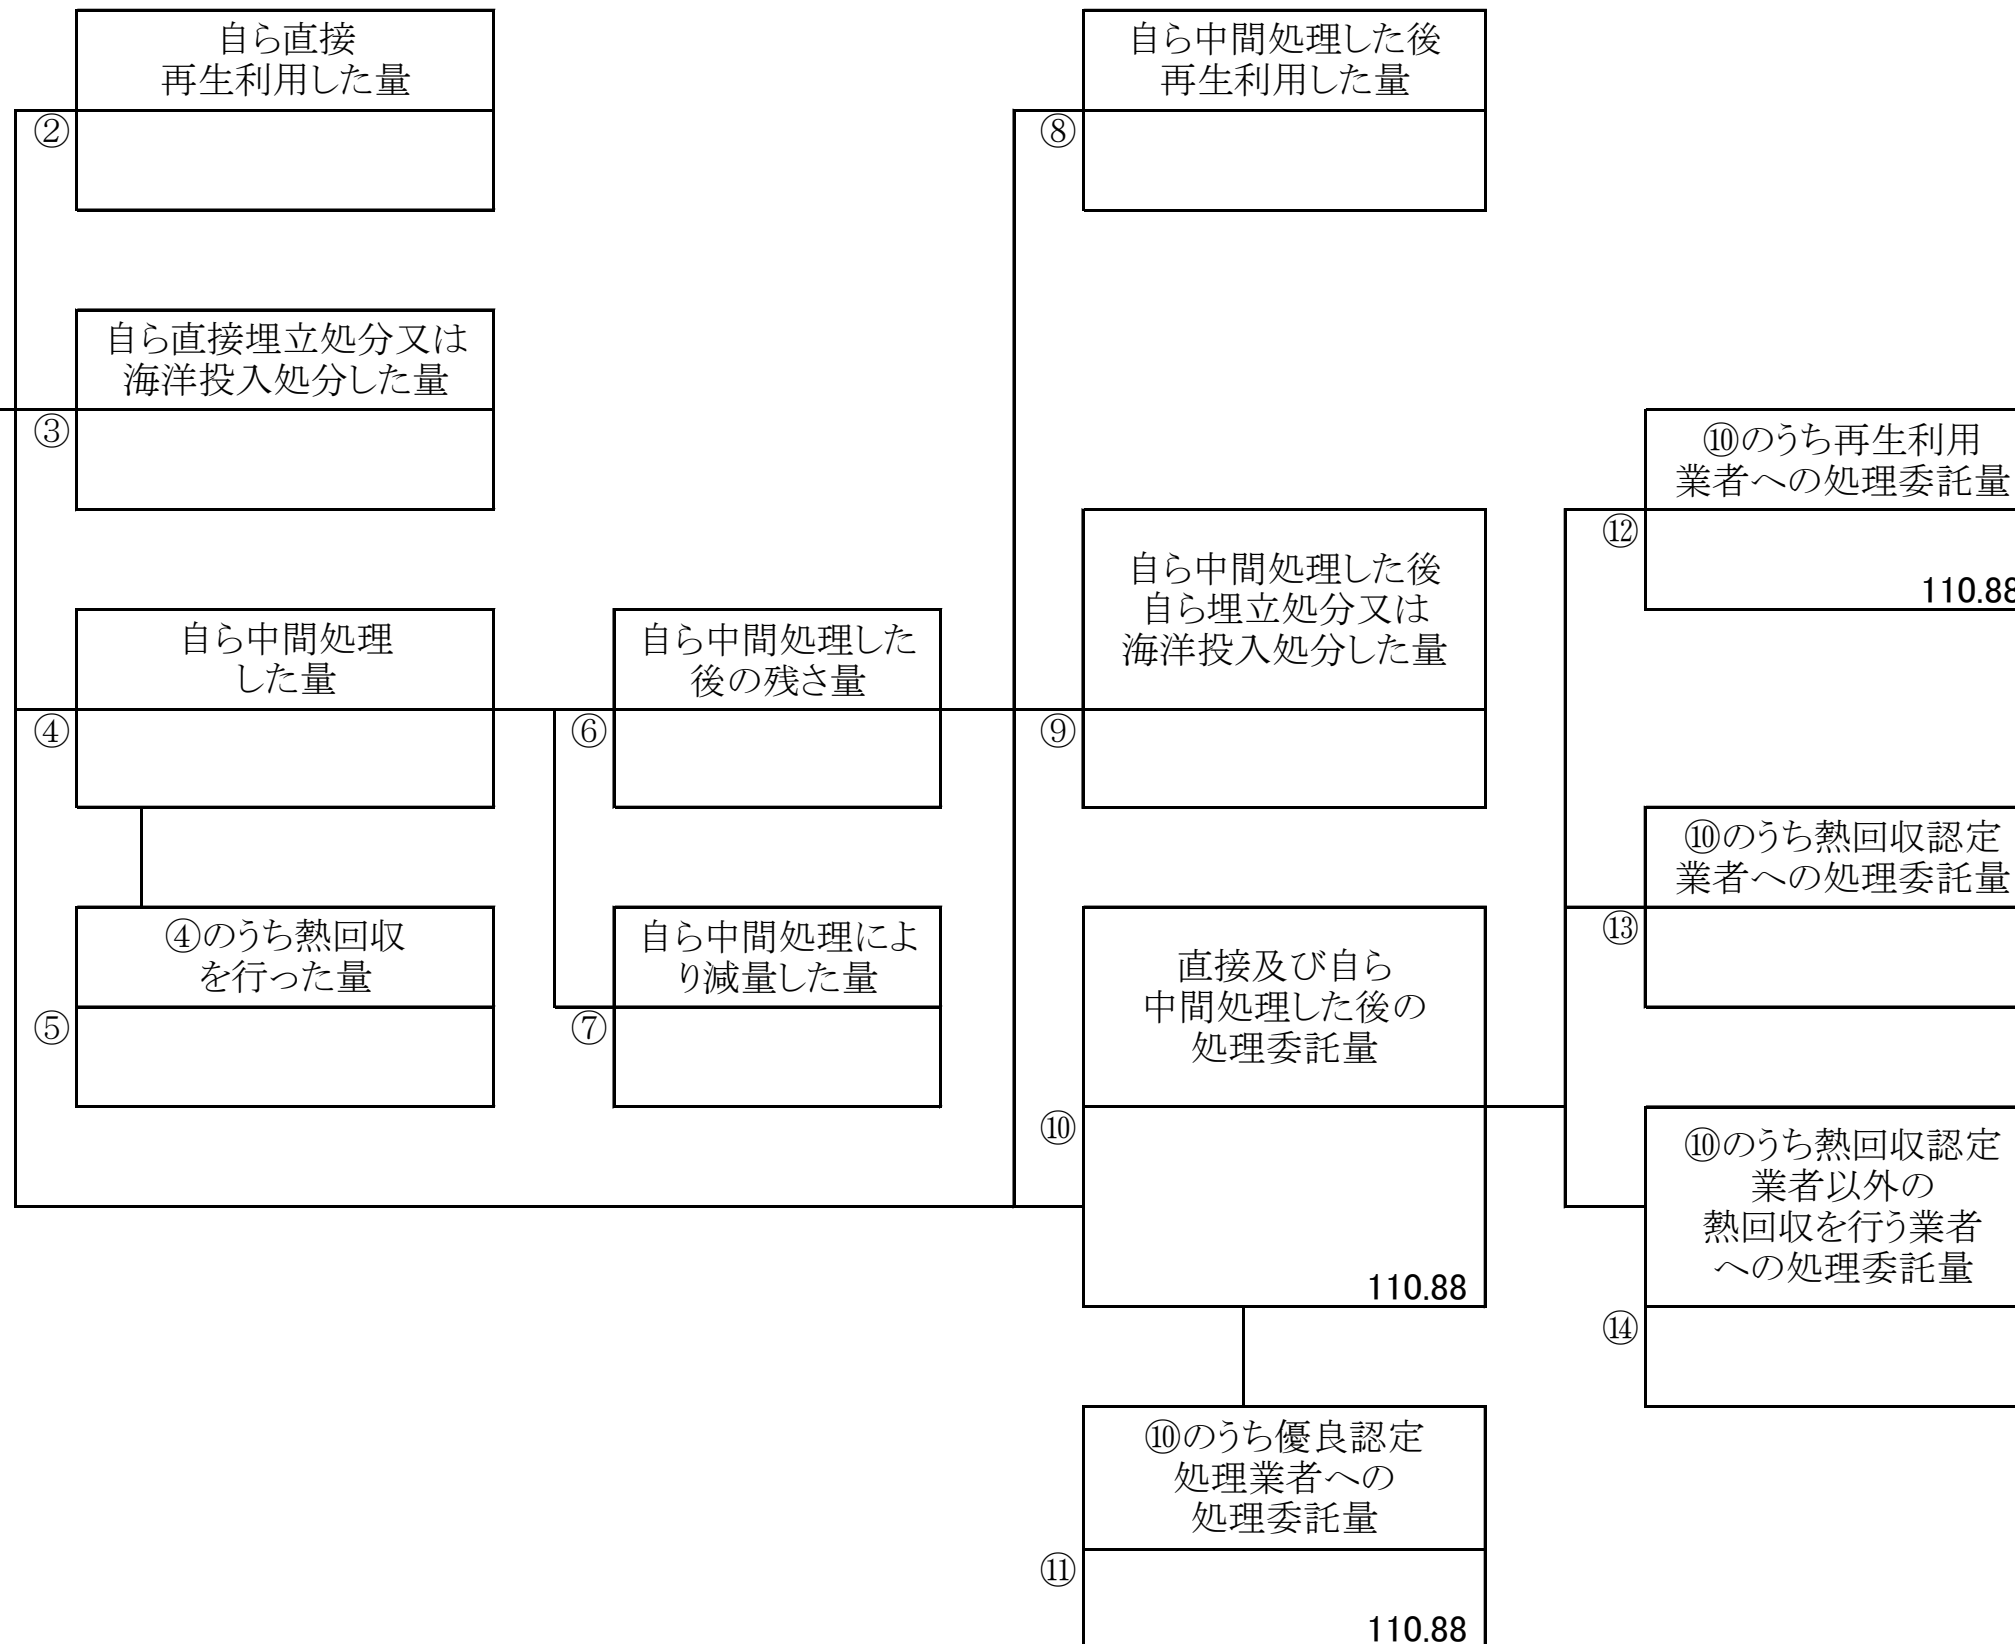 自ら直接
再生利用した量
②
自ら直接埋立処分又は
海洋投入処分した量
③
自ら中間処理
した量
④
④のうち熱回収
を行った量
⑤
自ら中間処理した
後の残さ量
⑥
自ら中間処理によ
り減量した量
⑦
自ら中間処理した後
再生利用した量
⑧
自ら中間処理した後
自ら埋立処分又は
海洋投入処分した量
⑨
直接及び自ら
中間処理した後の
処理委託量
⑩
110.88
⑩のうち優良認定
処理業者への
処理委託量
⑪
110.88
⑩のうち再生利用
業者への処理委託量
⑫
110.88
⑩のうち熱回収認定
業者への処理委託量
⑬
⑩のうち熱回収認定
業者以外の
熱回収を行う業者
への処理委託量
⑭